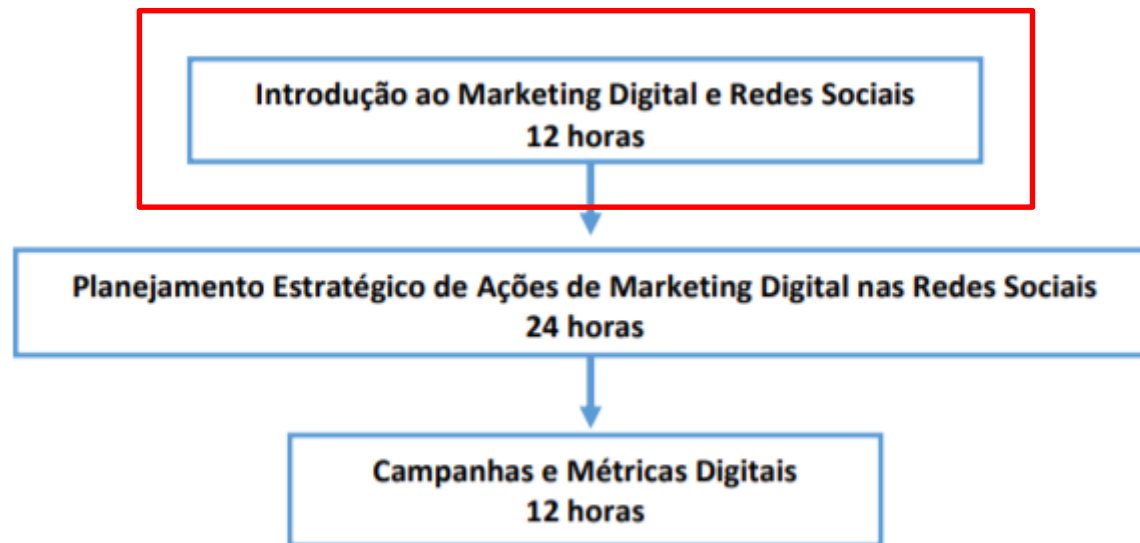 Introdução ao Marketing Digital e Redes Sociais
12 horas
Planejamento Estratégico de Ações de Marketing Digital nas Redes Sociais
24 horas
Campanhas e Métricas Digitais
12 horas